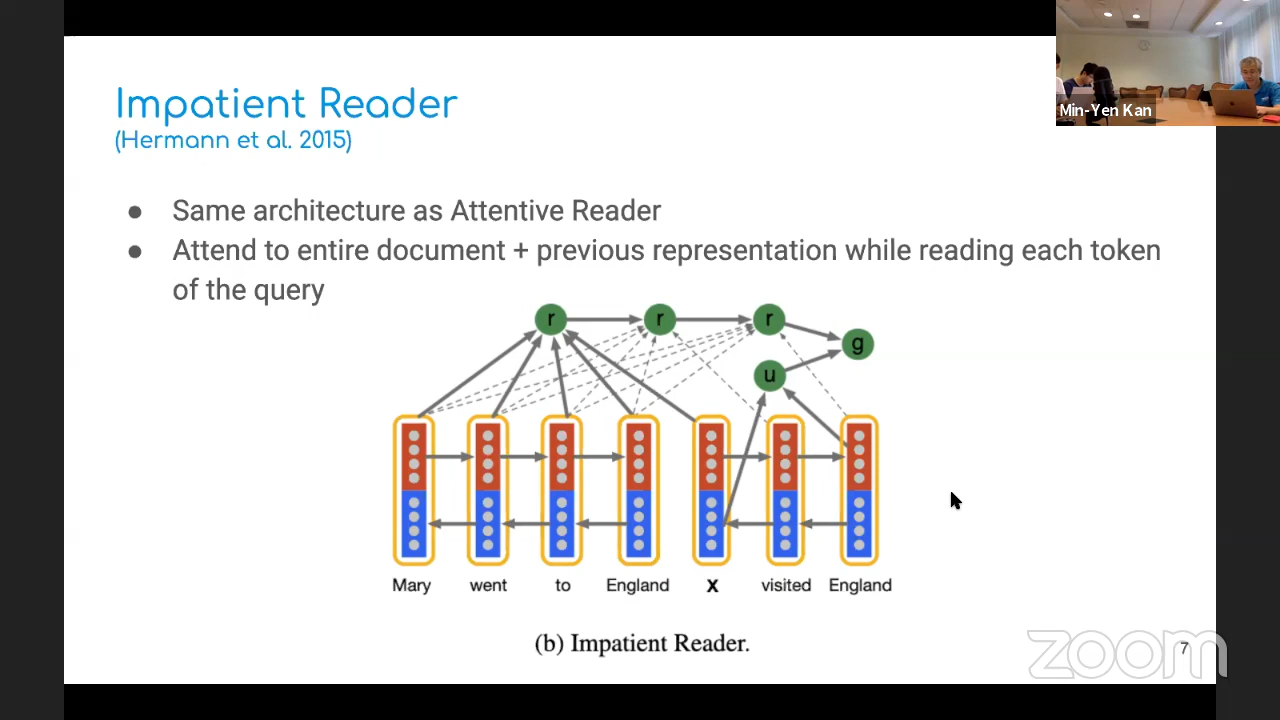 Impatient Reader
(Hermann et al. 2015)
Min-Yen Kan
● Same architecture as Attentive Reader
● Attend to entire document + previous representation while reading each token
of the query
r r r
g
u
Mary went to England X visited England
(b) Impatient Reader.
zoom
7